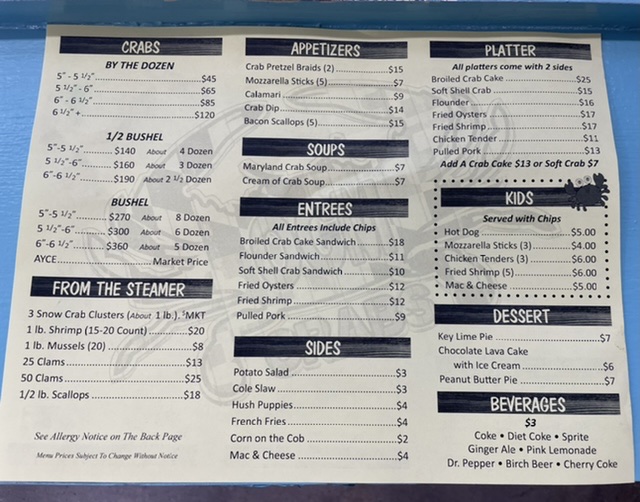 CRABS
BY THE DOZEN
5" - 5 1/2" $45
5 1/2" - 6" $65
6" - 6 1/2" $85
6 1/2" + $120
1/2 BUSHEL
5"-5 1/2" $140 About 4 Dozen
5 1/2"-6" $160 About 3 Dozen
6"-6 1/2" $190 About 2 1/2 Dozen
BUSHEL
5"-5 1/2" $270 About 8 Dozen
5 1/2"-6" $300 About 6 Dozen
6"-6 1/2" $360 About 5 Dozen
AYCE Market Price
FROM THE STEAMER
3 Snow Crab Clusters (About 1 lb.). $MKT
1 lb. Shrimp (15-20 Count) $20
1 lb. Mussels (20) $8
25 Clams $13
50 Clams $25
1/2 lb. Scallops $18
See Allergy Notice on The Back Page
Menu Prices Subject To Change Without Notice
APPETIZERS
Crab Pretzel Braids (2) $15
Mozzarella Sticks (5) $7
Calamari $9
Crab Dip $14
Bacon Scallops (5) $15
SOUPS
Maryland Crab Soup $7
Cream of Crab Soup $7
ENTREES
All Entrees Include Chips
Broiled Crab Cake Sandwich $18
Flounder Sandwich $11
Soft Shell Crab Sandwich $10
Fried Oysters $12
Fried Shrimp $12
Pulled Pork $9
SIDES
Potato Salad $3
Cole Slaw $3
Hush Puppies $4
French Fries $4
Corn on the Cob $2
Mac & Cheese $4
PLATTER
All platters come with 2 sides
Broiled Crab Cake $25
Soft Shell Crab $15
Flounder $16
Fried Oysters $17
Fried Shrimp $17
Chicken Tender $11
Pulled Pork $13
Add A Crab Cake $13 or Soft Crab $7
KIDS
Served with Chips
Hot Dog $5.00
Mozzarella Sticks (3) $4.00
Chicken Tenders (3) $6.00
Fried Shrimp (5) $6.00
Mac & Cheese $5.00
DESSERT
Key Lime Pie $7
Chocolate Lava Cake
with Ice Cream $6
Peanut Butter Pie $7
BEVERAGES
$3
Coke • Diet Coke • Sprite
Ginger Ale • Pink Lemonade
Dr. Pepper • Birch Beer • Cherry Coke